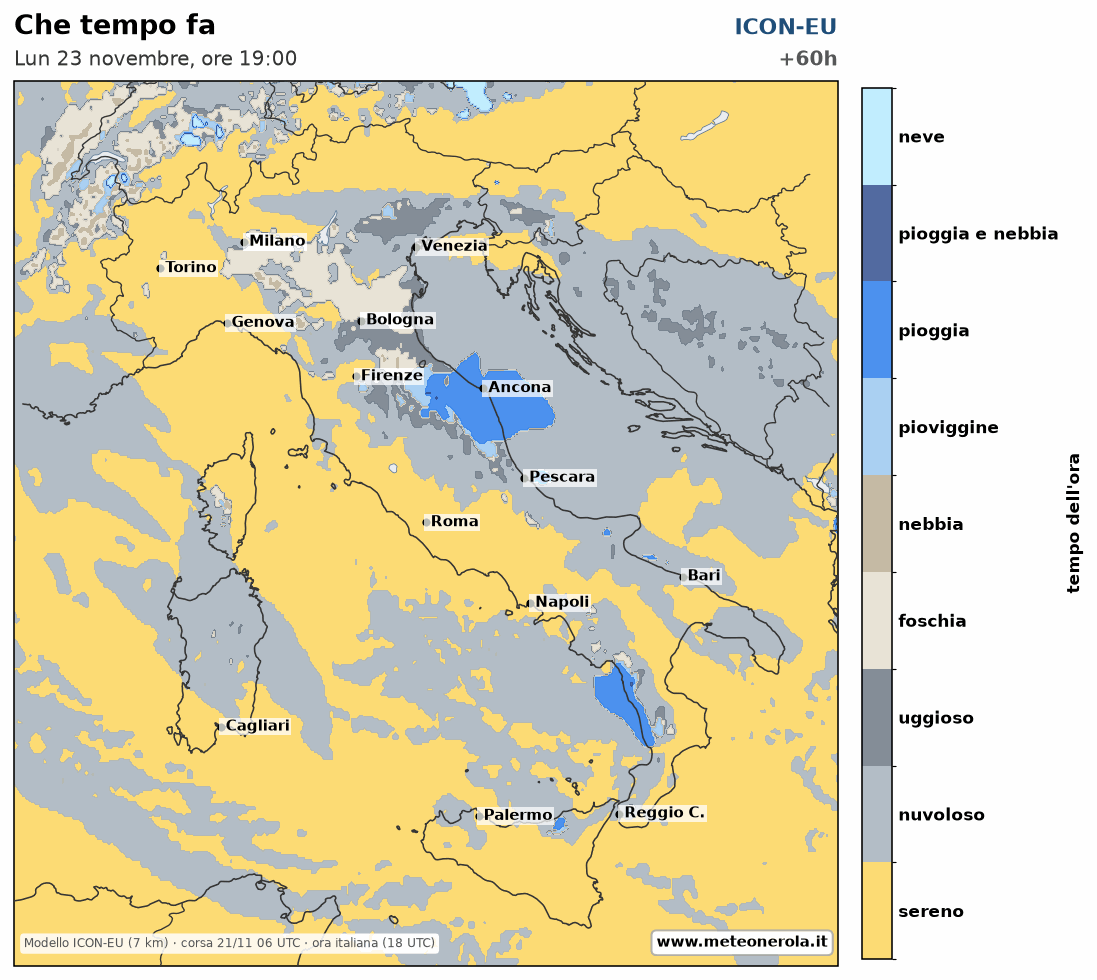 Che tempo fa
ICON-EU
Lun 23 novembre, ore 19:00
+60h
neve
pioggia e nebbia
pioggia
pioviggine
nebbia
foschia
uggioso
nuvoloso
sereno
tempo dell'ora
Milano
Venezia
Torino
Genova
Bologna
Firenze
Ancona
Pescara
Roma
Bari
Napoli
Cagliari
Palermo
Reggio C.
Modello ICON-EU (7 km) · corsa 21/11 06 UTC · ora italiana (18 UTC)
www.meteonerola.it